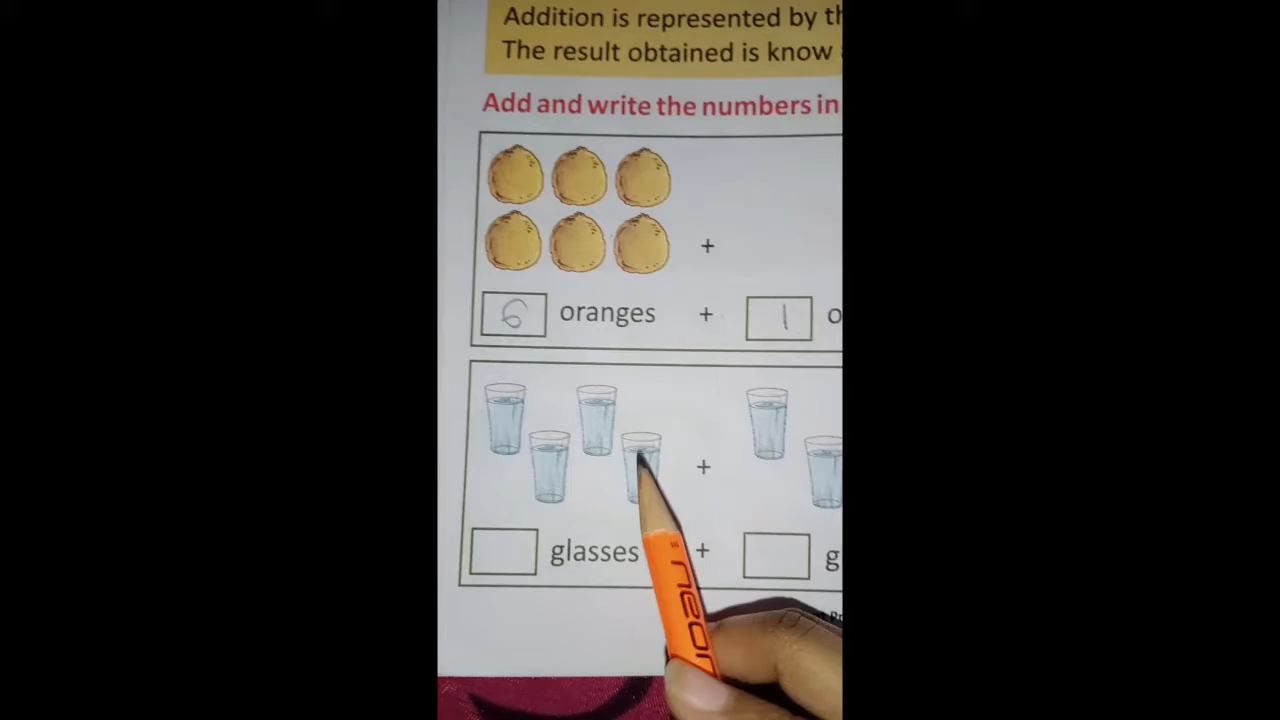 Addition is represented by th
The result obtained is know
Add and write the numbers in
+
6 oranges + 1 o
+
glasses + g
neon